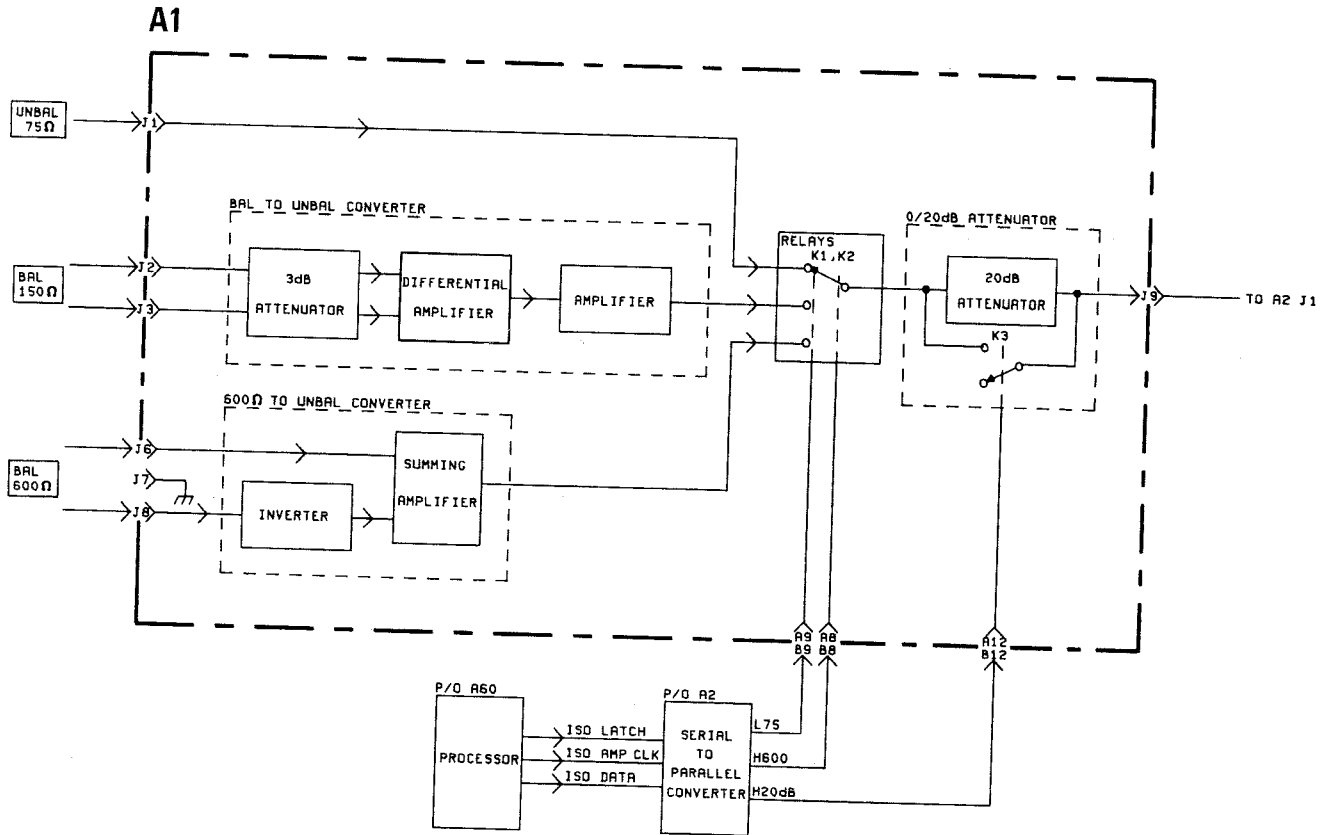 A1
UNBAL
75Ω
J1
BAL TO UNBAL CONVERTER
0/20dB ATTENUATOR
RELAYS
K1,K2
J2
BAL
150Ω
J3
3dB
ATTENUATOR
DIFFERENTIAL
AMPLIFIER
AMPLIFIER
20dB
ATTENUATOR
K3
J9
TO A2 J1
600Ω TO UNBAL CONVERTER
J6
BAL
600Ω
J7
J8
SUMMING
AMPLIFIER
INVERTER
A9
B9
A8
B8
A12
B12
P/O A60
P/O A2
PROCESSOR
ISO LATCH
ISO AMP CLK
ISO DATA
SERIAL
TO
PARALLEL
CONVERTER
L75
H600
H20dB